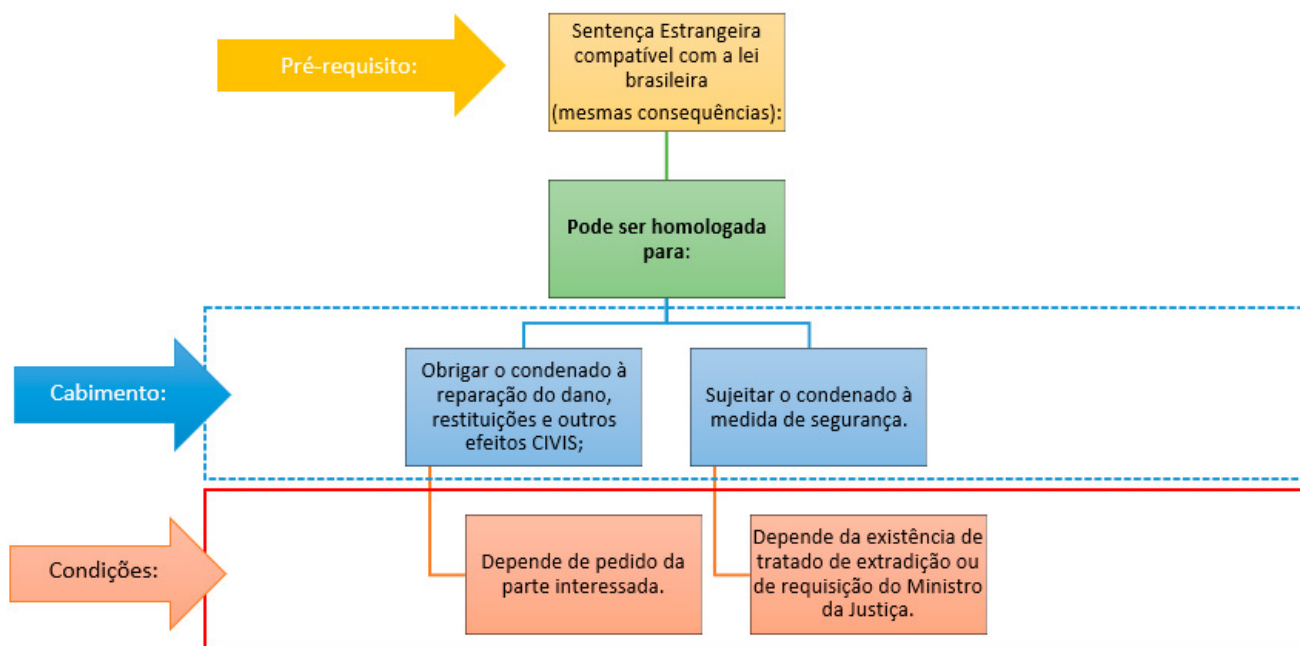 Pré-requisito:
Sentença Estrangeira
compatível com a lei
brasileira
(mesmas consequências):
Pode ser homologada
para:
Cabimento:
Obrigar o condenado à
reparação do dano,
restituições e outros
efeitos CIVIS;
Sujeitar o condenado à
medida de segurança.
Condições:
Depende de pedido da
parte interessada.
Depende da existência de
tratado de extradição ou
de requisição do Ministro
da Justiça.